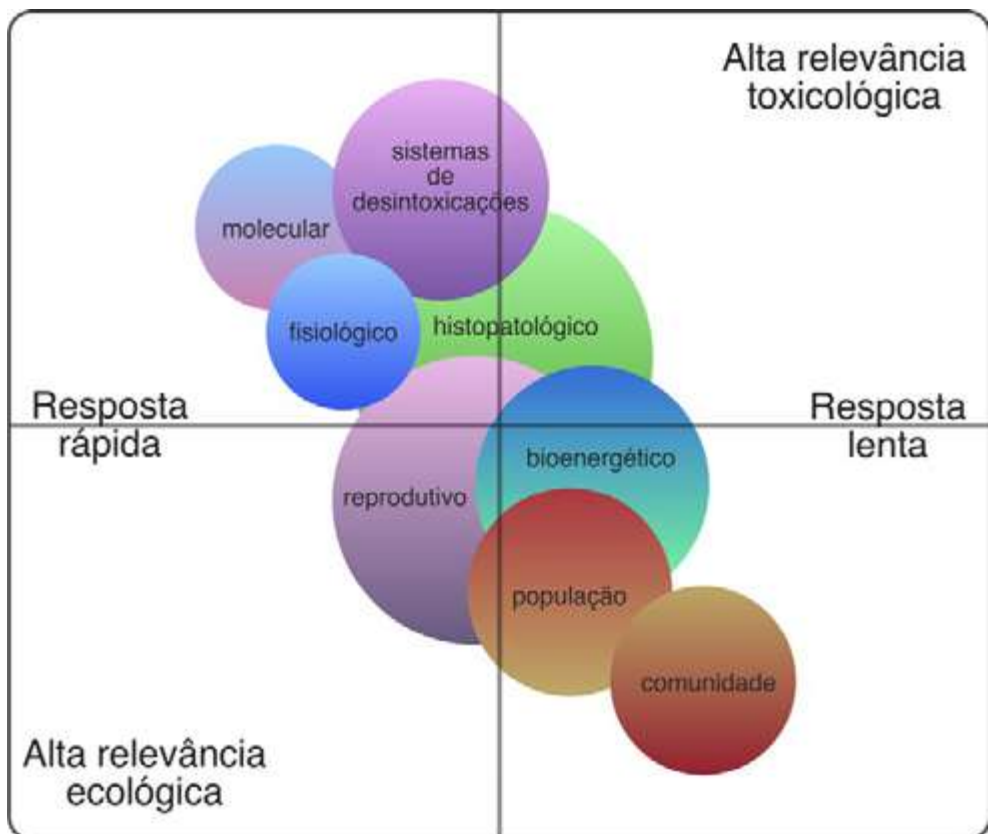 Alta relevância
toxicológica
sistemas
de
desintoxicações
molecular
fisiológico
histopatológico
Resposta
rápida
Resposta
lenta
bioenergético
reprodutivo
população
comunidade
Alta relevância
ecológica